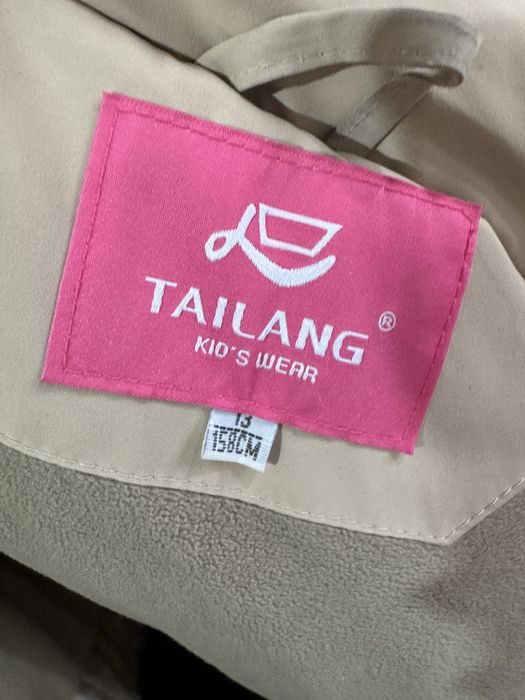 TAILANG ®
KID'S WEAR
13
158CM